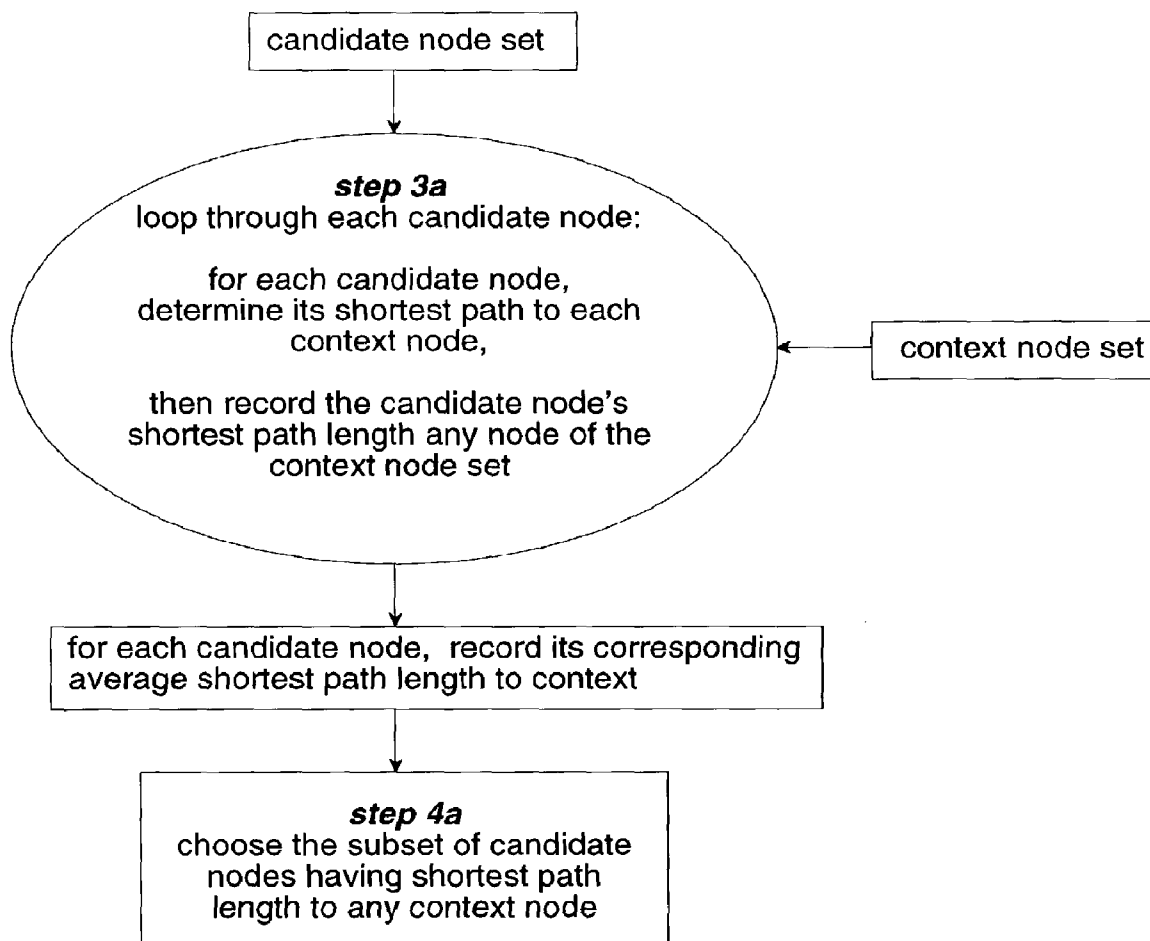 candidate node set
step 3a
loop through each candidate node:
for each candidate node,
determine its shortest path to each
context node,
then record the candidate node's
shortest path length any node of the
context node set
context node set
for each candidate node, record its corresponding
average shortest path length to context
step 4a
choose the subset of candidate
nodes having shortest path
length to any context node